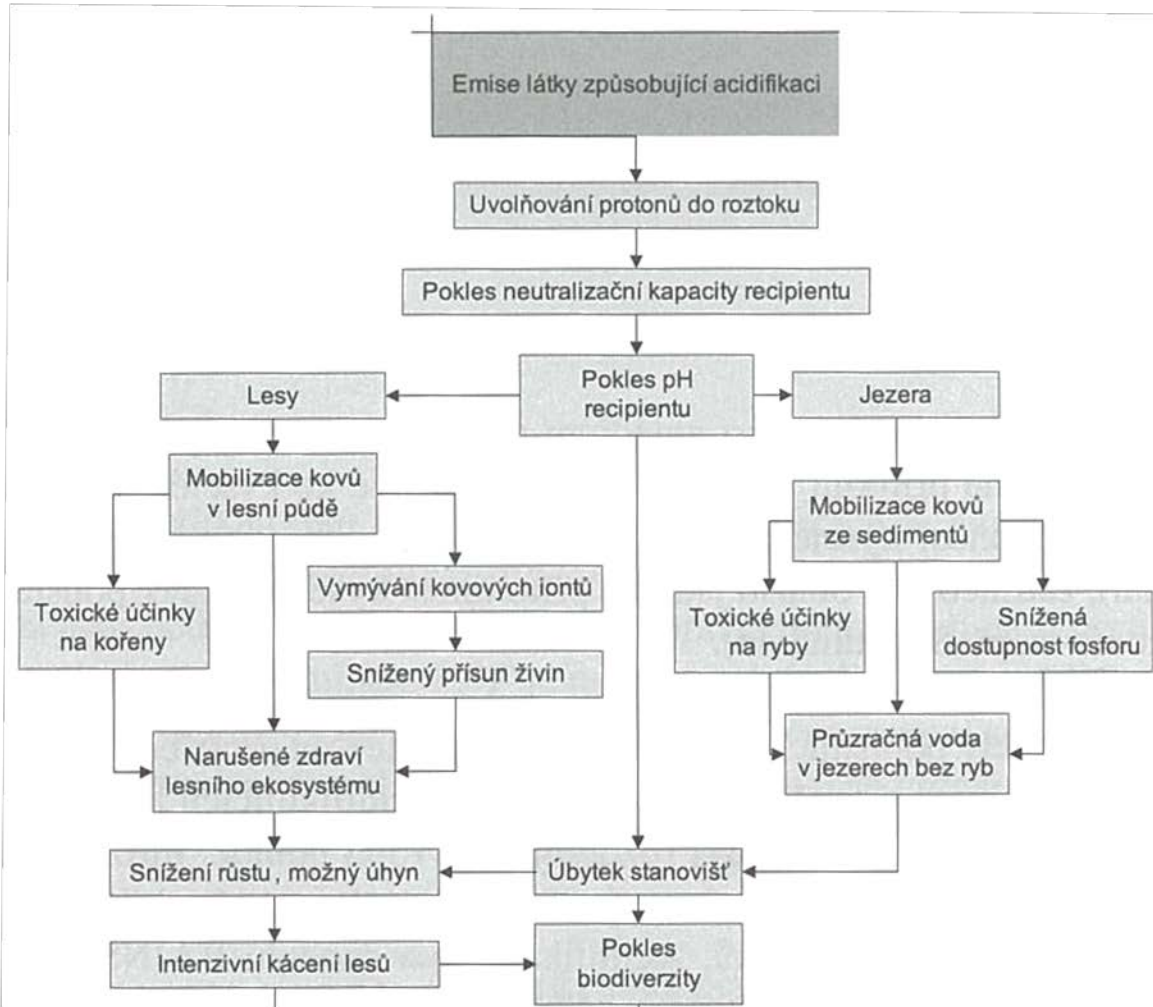 Emise látky způsobující acidifikaci
Uvolňování protonů do roztoku
Pokles neutralizační kapacity recipientu
Pokles pH
recipientu
Lesy
Jezera
Mobilizace kovů
v lesní půdě
Mobilizace kovů
ze sedimentů
Vymývání kovových iontů
Toxické účinky
na kořeny
Snížený přísun živin
Toxické účinky
na ryby
Snížená
dostupnost fosforu
Narušené zdraví
lesního ekosystému
Průzračná voda
v jezerech bez ryb
Snížení růstu, možný úhyn
Úbytek stanovišť
Intenzivní kácení lesů
Pokles
biodiverzity